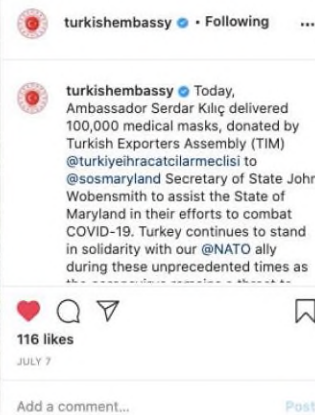 turkishembassy • Following
turkishembassy Today,
Ambassador Serdar Kılıç delivered
100,000 medical masks, donated by
Turkish Exporters Assembly (TIM)
@turkiyeihracatcilarmeclisi to
@sosmaryland Secretary of State John
Wobensmith to assist the State of
Maryland in their efforts to combat
COVID-19. Turkey continues to stand
in solidarity with our @NATO ally
during these unprecedented times as
116 likes
JULY 7
Add a comment...
Post